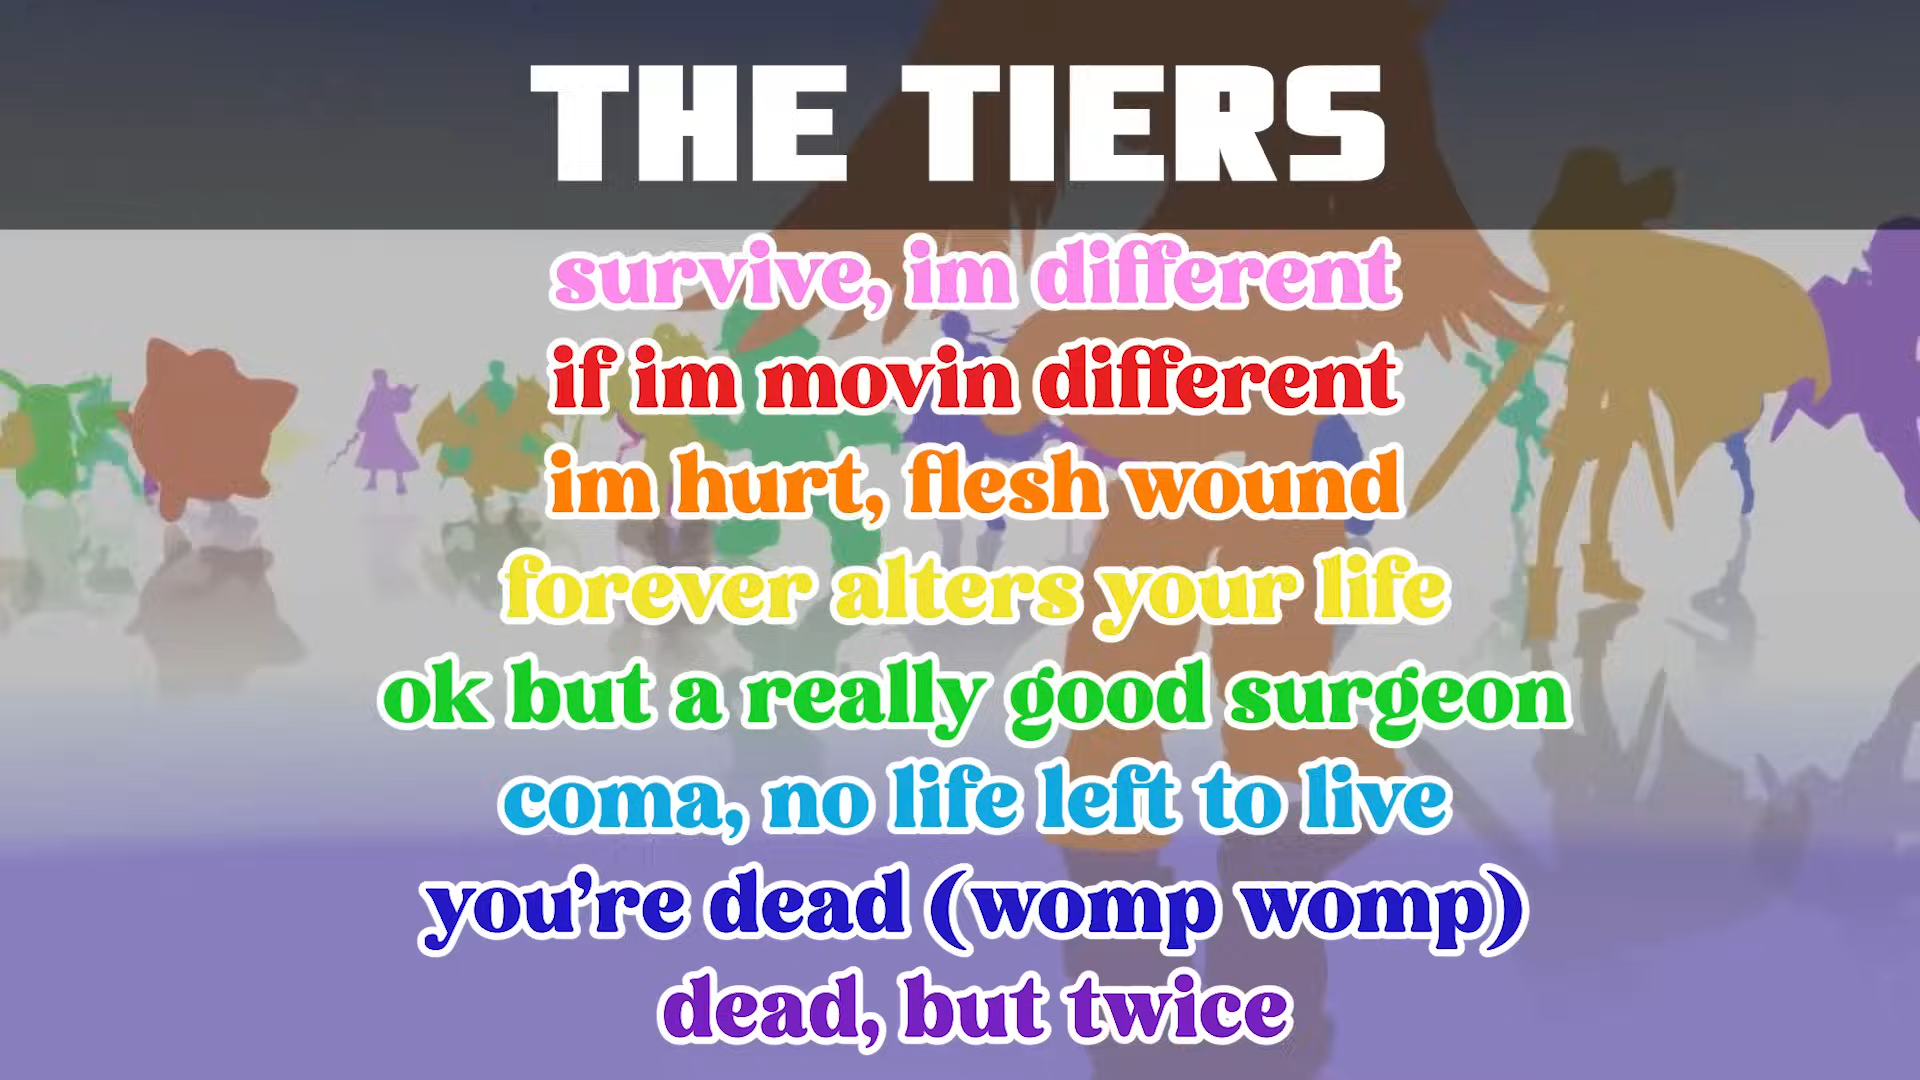 THE TIERS
survive, im different
if im movin different
im hurt, flesh wound
forever alters your life
ok but a really good surgeon
coma, no life left to live
you're dead (womp womp)
dead, but twice